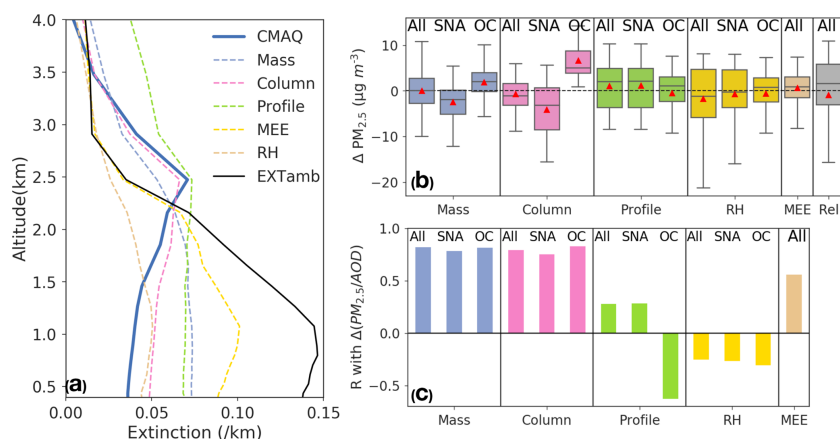 4.0
3.5
3.0
2.5
2.0
1.5
1.0
0.5
Altitude(km)
CMAQ
Mass
Column
Profile
MEE
RH
EXTamb
(a)
0.00 0.05 0.10 0.15
Extinction (/km)
All SNA OC All SNA OC All SNA OC All SNA OC All All
10
0
−10
−20
Δ PM2.5 (μg m−3)
(b)
Mass Column Profile RH MEE Rel
All SNA OC All SNA OC All SNA OC All SNA OC All
1.0
0.5
0.0
−0.5
R with Δ(PM2.5/AOD)
(c)
Mass Column Profile RH MEE